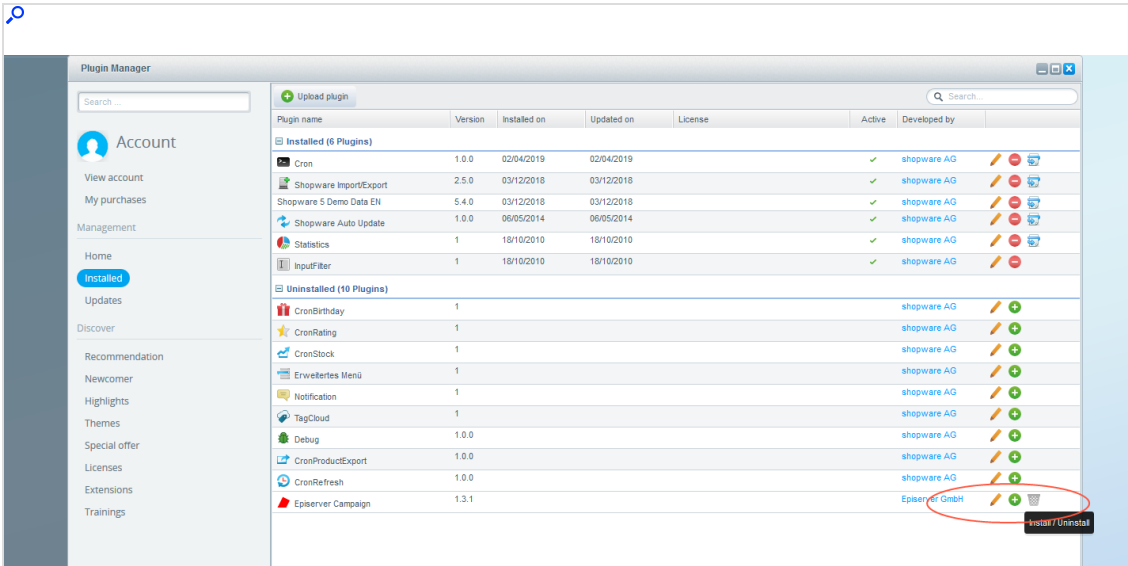 Plugin Manager
Search ...
Account
View account
My purchases
Management
Home
Installed
Updates
Discover
Recommendation
Newcomer
Highlights
Themes
Special offer
Licenses
Extensions
Trainings
Upload plugin
Search...
Plugin name Version Installed on Updated on License Active Developed by
Installed (6 Plugins)
Cron 1.0.0 02/04/2019 02/04/2019 shopware AG
Shopware Import/Export 2.5.0 03/12/2018 03/12/2018 shopware AG
Shopware 5 Demo Data EN 5.4.0 03/12/2018 03/12/2018 shopware AG
Shopware Auto Update 1.0.0 06/05/2014 06/05/2014 shopware AG
Statistics 1 18/10/2010 18/10/2010 shopware AG
InputFilter 1 18/10/2010 18/10/2010 shopware AG
Uninstalled (10 Plugins)
CronBirthday 1 shopware AG
CronRating 1 shopware AG
CronStock 1 shopware AG
Erweitertes Menü 1 shopware AG
Notification 1 shopware AG
TagCloud 1 shopware AG
Debug 1.0.0 shopware AG
CronProductExport 1.0.0 shopware AG
CronRefresh 1.0.0 shopware AG
Episerver Campaign 1.3.1 Episerver GmbH
Install / Uninstall